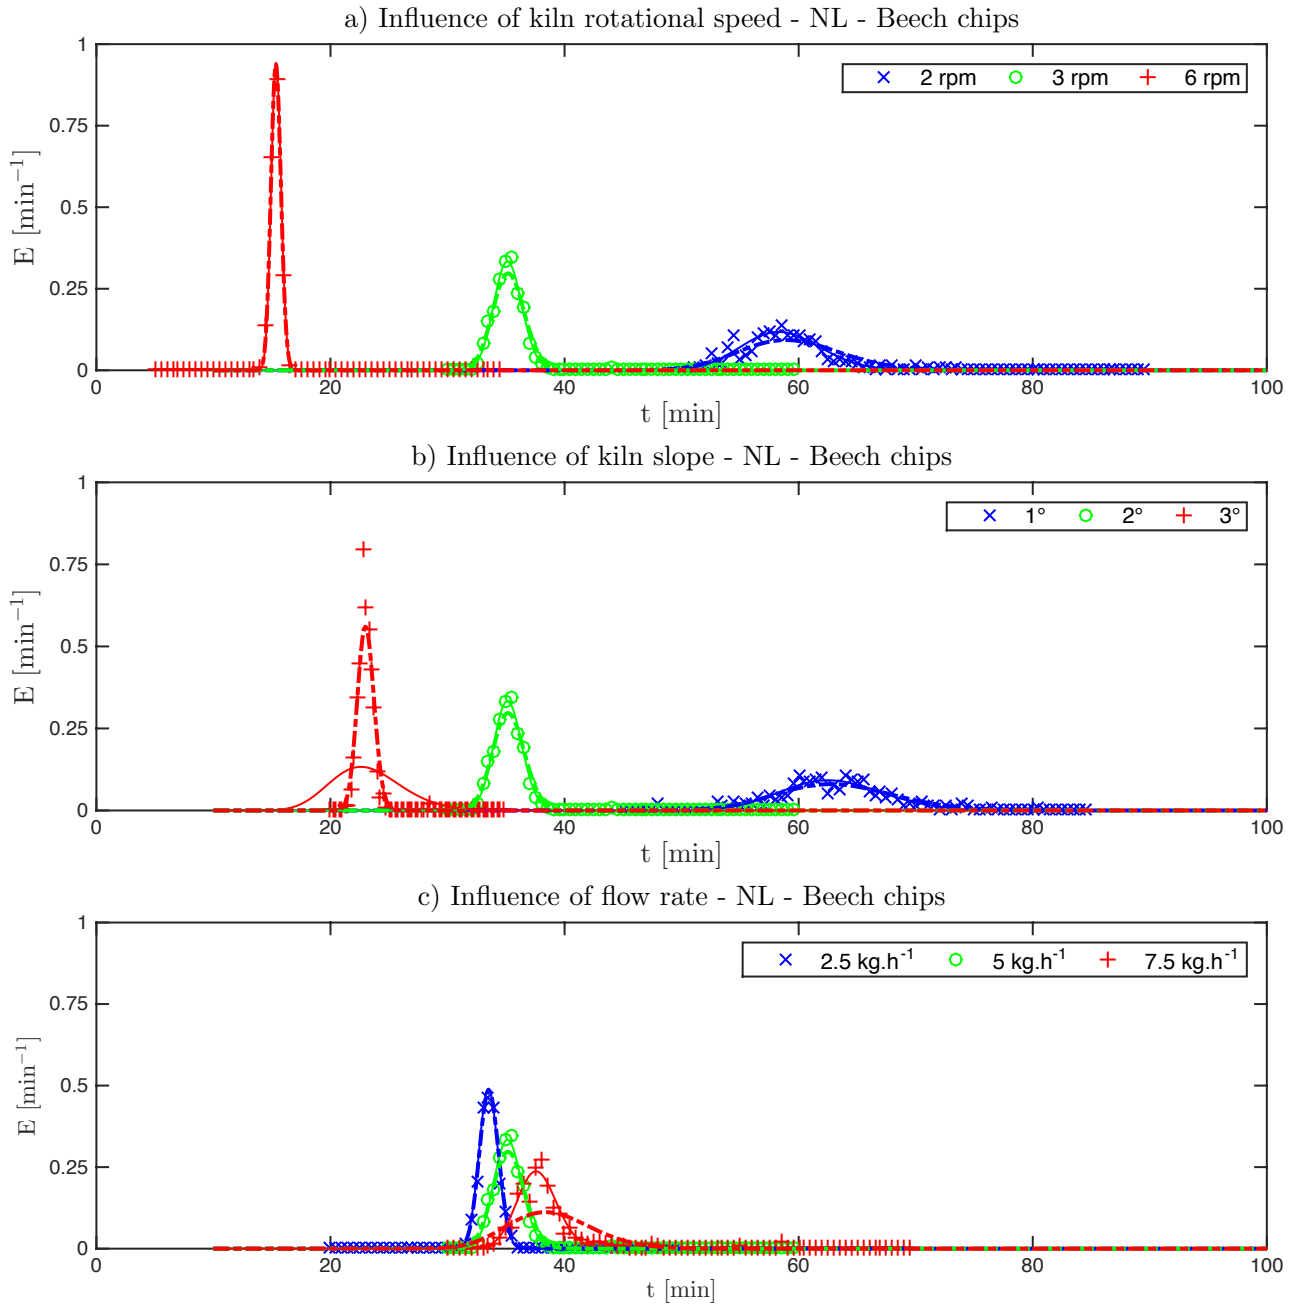 a) Influence of kiln rotational speed - NL - Beech chips
1
2 rpm 3 rpm 6 rpm
0.75
0.5
0.25
0
E [min⁻¹]
0 20 40 60 80 100
t [min]
b) Influence of kiln slope - NL - Beech chips
1
1° 2° 3°
0.75
0.5
0.25
0
E [min⁻¹]
0 20 40 60 80 100
t [min]
c) Influence of flow rate - NL - Beech chips
1
2.5 kg.h⁻¹ 5 kg.h⁻¹ 7.5 kg.h⁻¹
0.75
0.5
0.25
0
E [min⁻¹]
0 20 40 60 80 100
t [min]